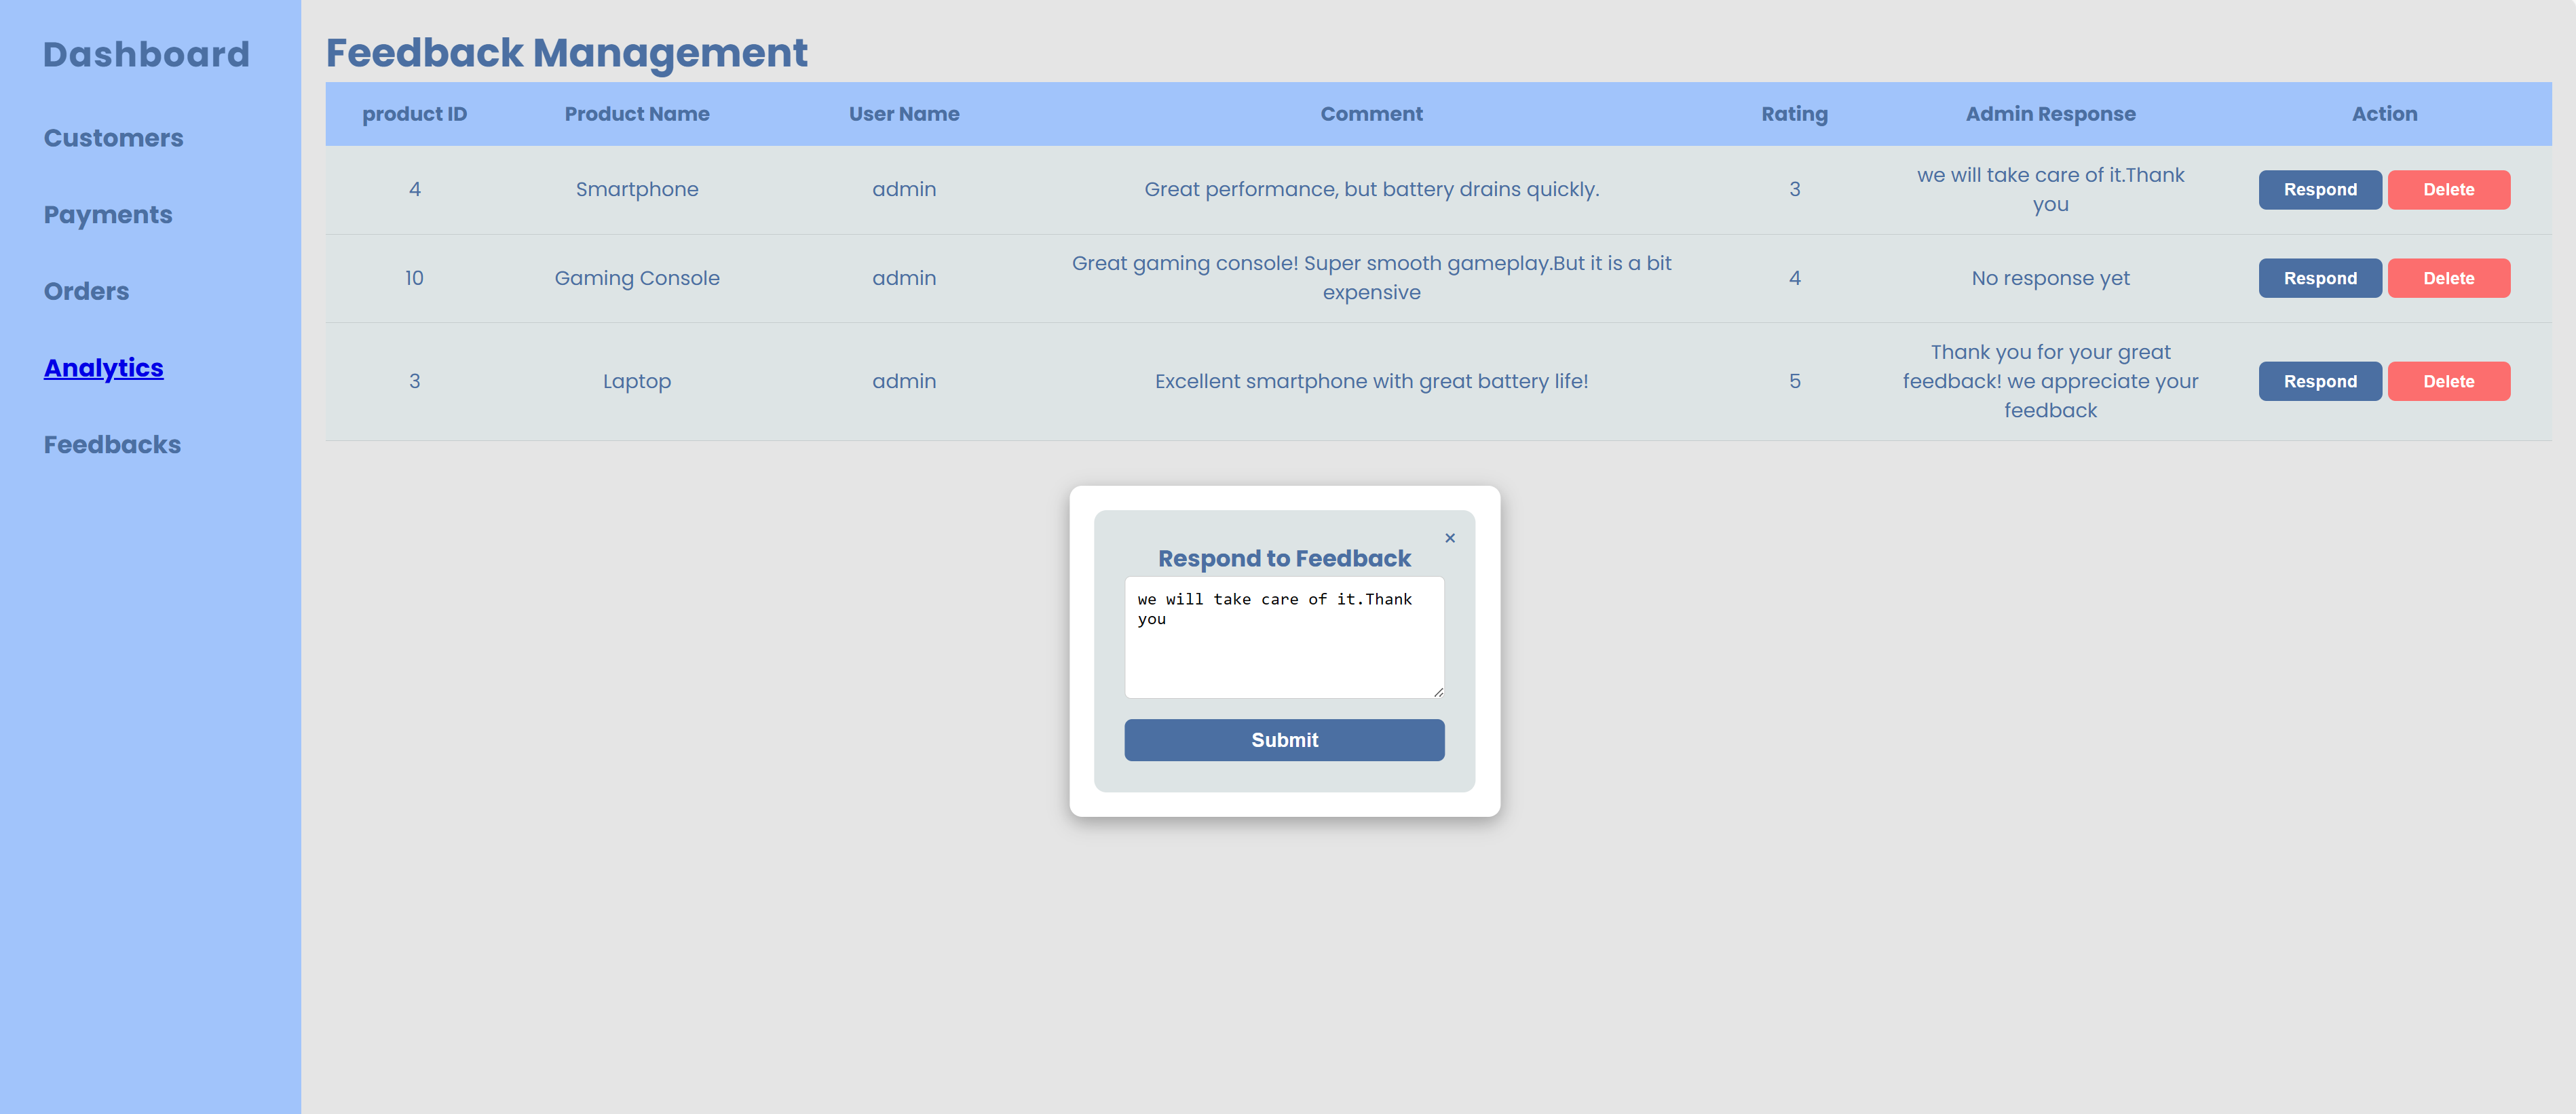 Dashboard
Customers
Payments
Orders
Analytics
Feedbacks
Feedback Management
product ID Product Name User Name Comment Rating Admin Response Action
4 Smartphone admin Great performance, but battery drains quickly. 3 we will take care of it.Thank
you Respond Delete
10 Gaming Console admin Great gaming console! Super smooth gameplay.But it is a bit
expensive 4 No response yet Respond Delete
3 Laptop admin Excellent smartphone with great battery life! 5 Thank you for your great
feedback! we appreciate your
feedback Respond Delete
×
Respond to Feedback
we will take care of it.Thank
you
Submit